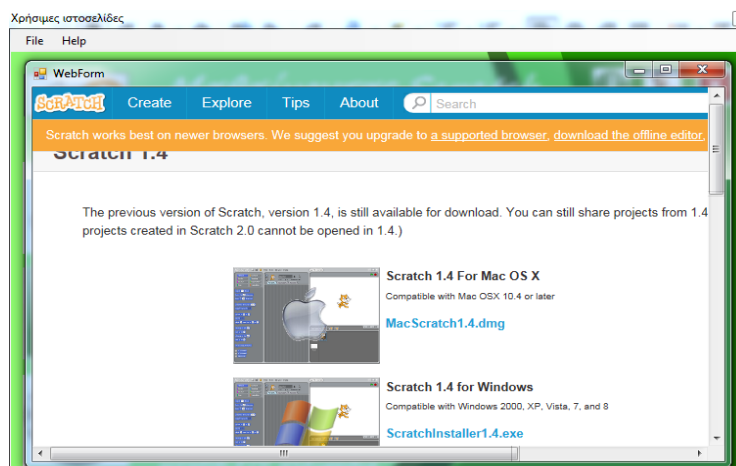 Χρήσιμες ιστοσελίδες
File Help
WebForm
SCRATCH Create Explore Tips About Search
Scratch works best on newer browsers. We suggest you upgrade to a supported browser, download the offline editor,
Scratch 1.4
The previous version of Scratch, version 1.4, is still available for download. You can still share projects from 1.4
projects created in Scratch 2.0 cannot be opened in 1.4.)
Scratch 1.4 For Mac OS X
Compatible with Mac OSX 10.4 or later
MacScratch1.4.dmg
Scratch 1.4 for Windows
Compatible with Windows 2000, XP, Vista, 7, and 8
ScratchInstaller1.4.exe